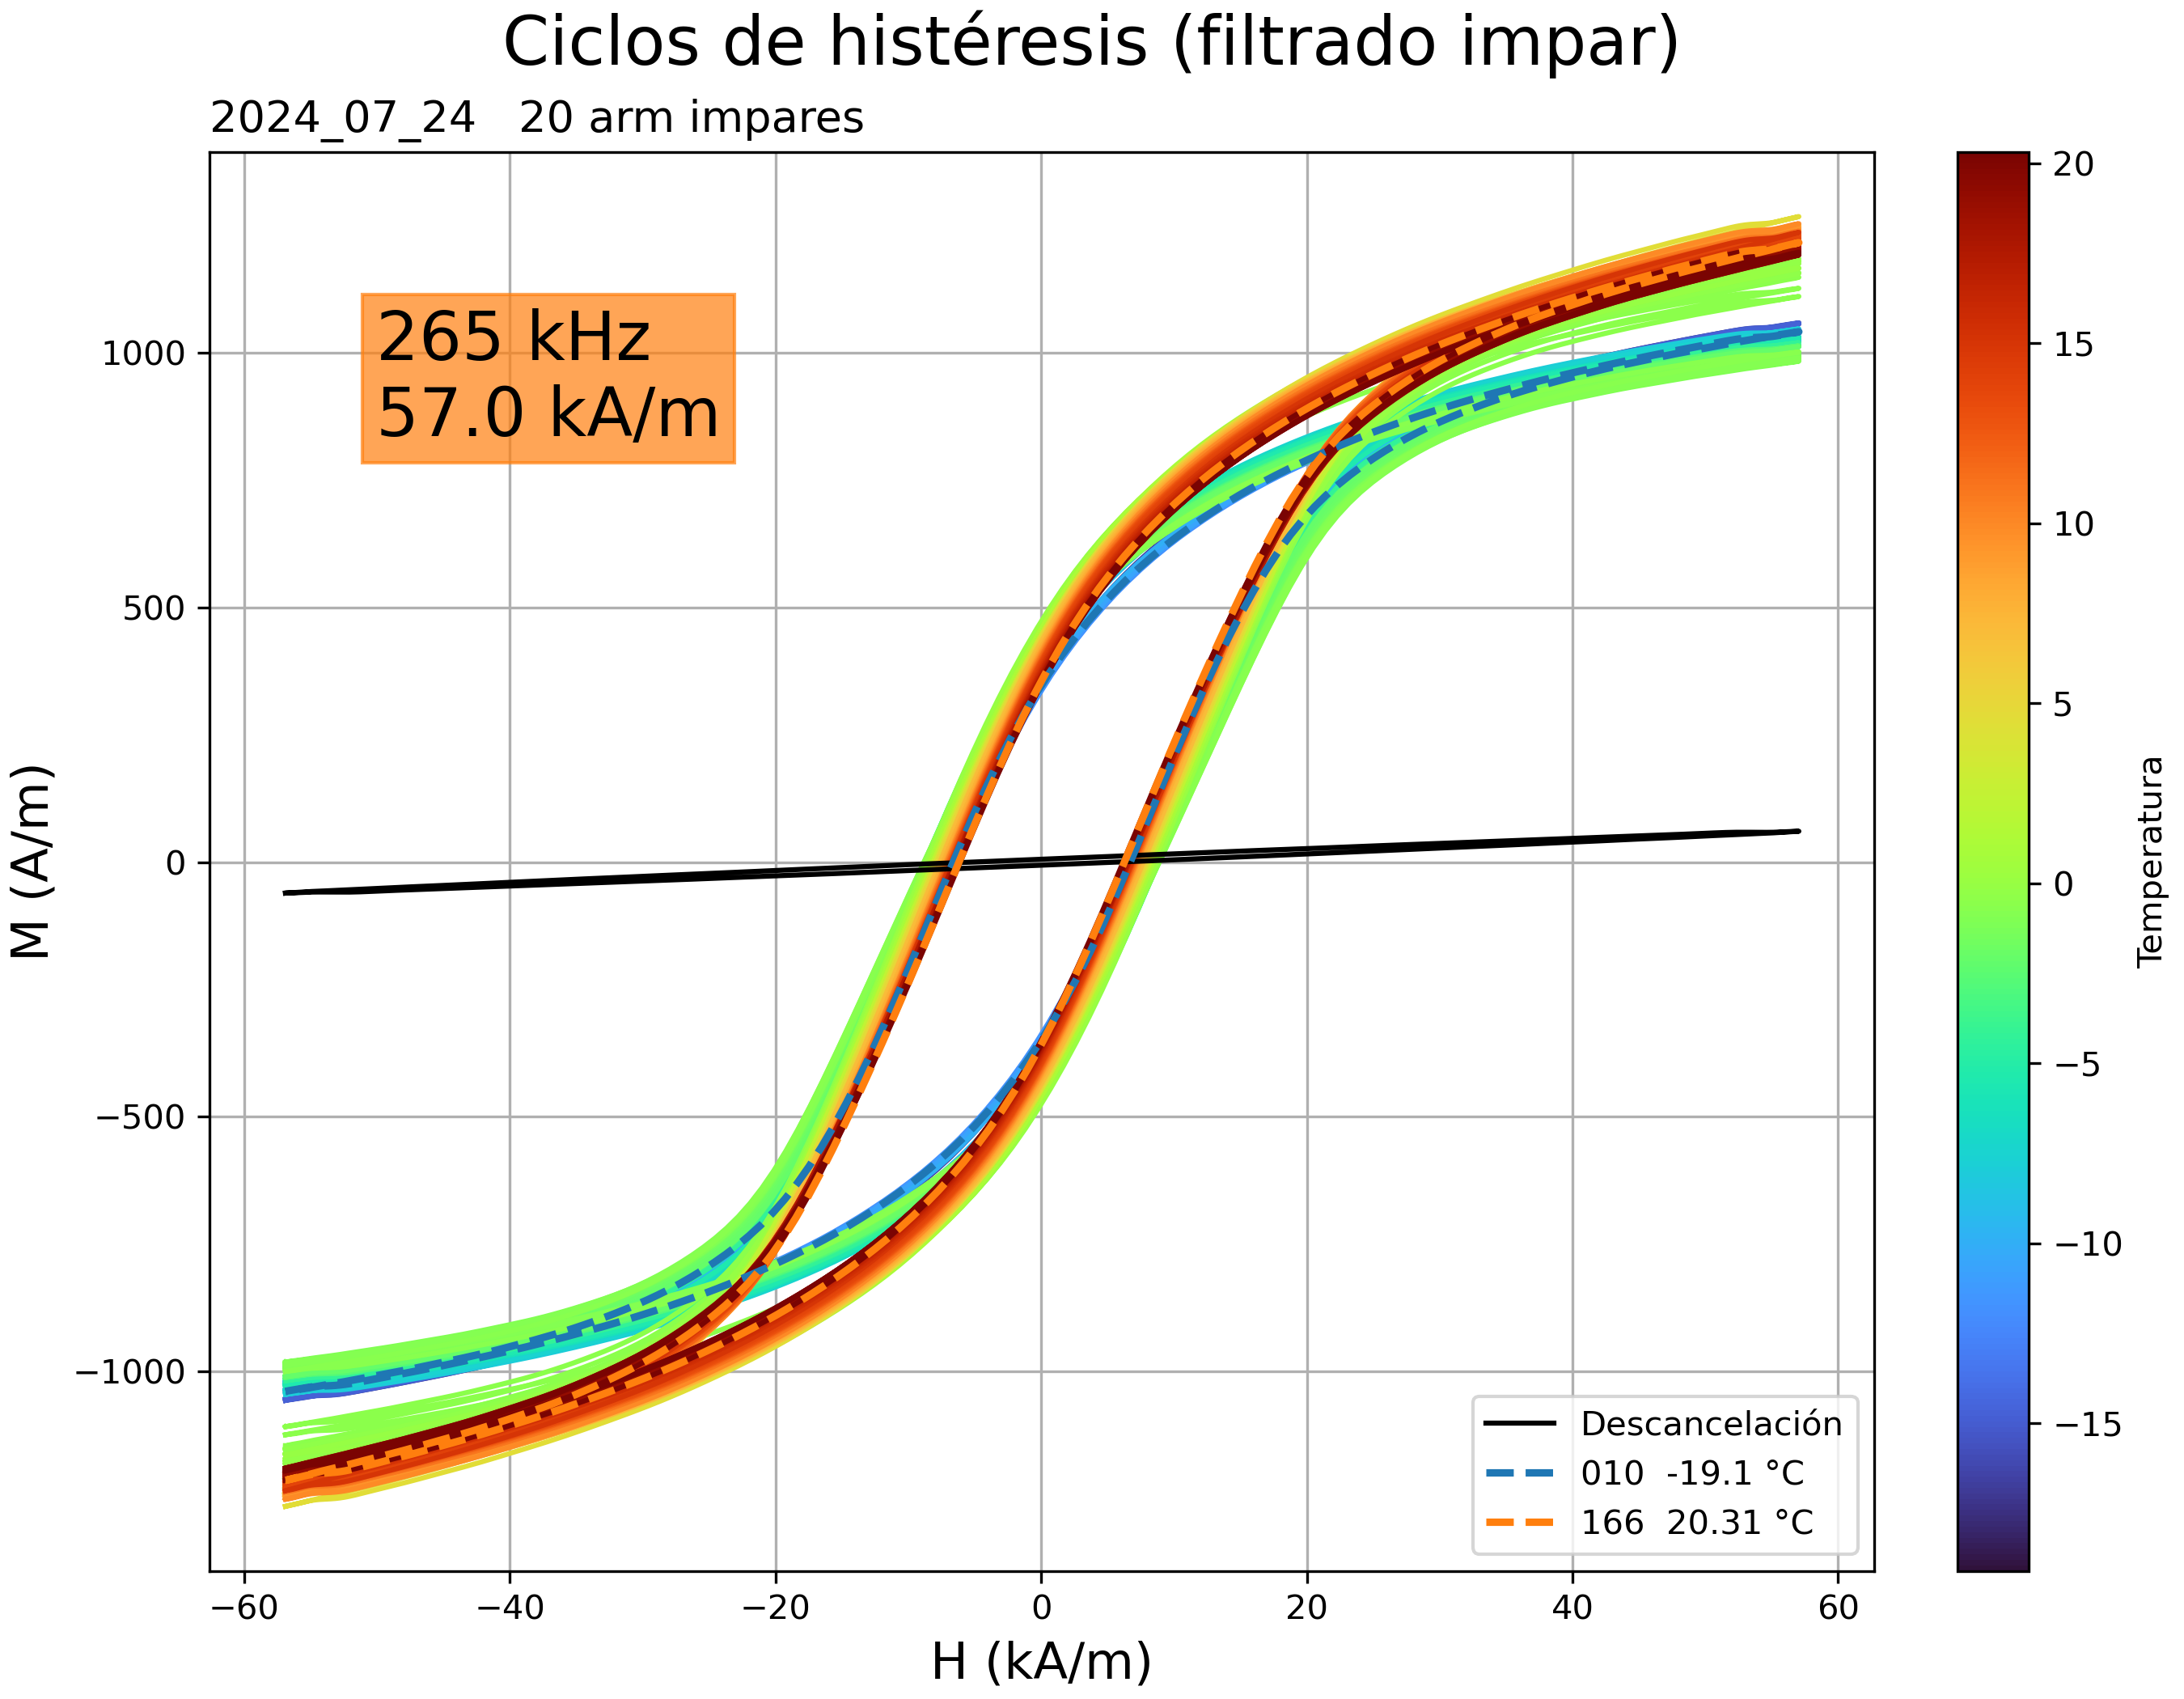 Ciclos de histéresis (filtrado impar)
2024_07_24   20 arm impares
265 kHz
57.0 kA/m
M (A/m)
1000
500
0
−500
−1000
−60
−40
−20
0
20
40
60
H (kA/m)
Descancelación
010  -19.1 °C
166  20.31 °C
20
15
10
5
0
−5
−10
−15
Temperatura